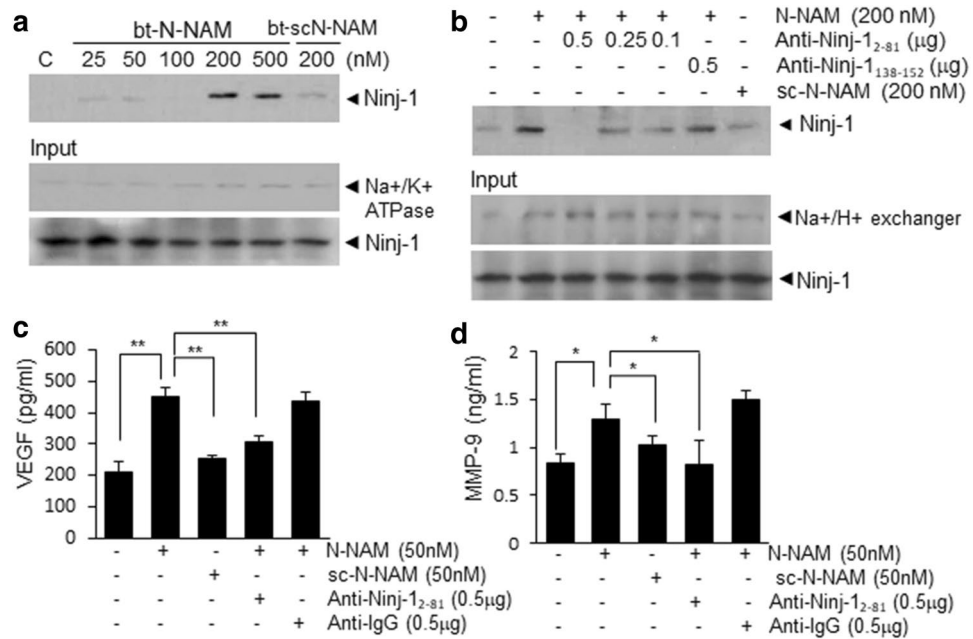 a
bt-N-NAM bt-scN-NAM
C 25 50 100 200 500 200 (nM)
◄Ninj-1
Input
◄Na+/K+
ATPase
◄Ninj-1
b
- + + + + + - N-NAM (200 nM)
- - 0.5 0.25 0.1 - - Anti-Ninj-1₂₋₈₁ (µg)
- - - - - 0.5 - Anti-Ninj-1₁₃₈₋₁₅₂ (µg)
- - - - - - + sc-N-NAM (200 nM)
◄Ninj-1
Input
◄Na+/H+ exchanger
◄Ninj-1
c
** ** **
VEGF (pg/ml)
600
500
400
300
200
100
0
- + - + + N-NAM (50nM)
- - + - - sc-N-NAM (50nM)
- - - + - Anti-Ninj-1₂₋₈₁ (0.5µg)
- - - - + Anti-IgG (0.5µg)
d
* * *
MMP-9 (ng/ml)
2
1.5
1
0.5
0
- + - + + N-NAM (50nM)
- - + - - sc-N-NAM (50nM)
- - - + - Anti-Ninj-1₂₋₈₁ (0.5µg)
- - - - + Anti-IgG (0.5µg)